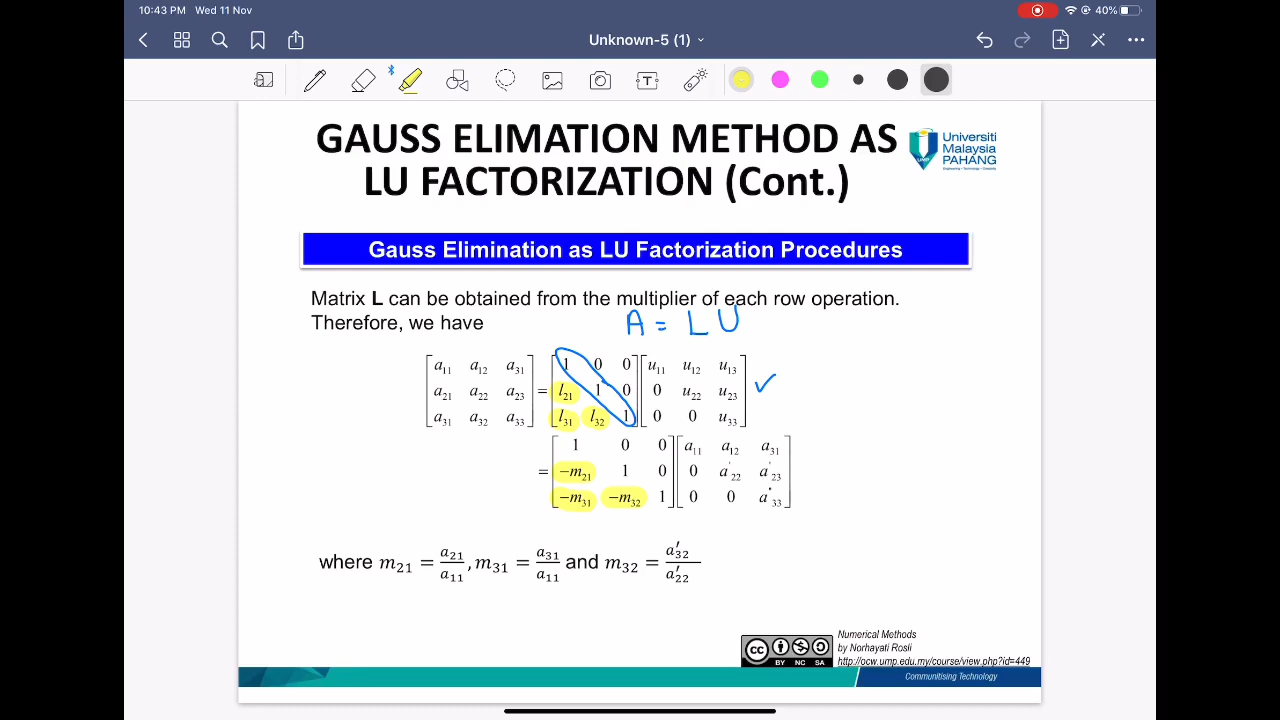 10:43 PM Wed 11 Nov 40%
Unknown-5 (1)
GAUSS ELIMATION METHOD AS
LU FACTORIZATION (Cont.)
Universiti
Malaysia
PAHANG
Engineering • Technology • Creativity
UMP
Gauss Elimination as LU Factorization Procedures
Matrix L can be obtained from the multiplier of each row operation.
Therefore, we have
A = L U
[a₁₁ a₁₂ a₃₁] [1 0 0] [u₁₁ u₁₂ u₁₃]
[a₂₁ a₂₂ a₂₃] = [l₂₁ 1 0] [0 u₂₂ u₂₃] ✓
[a₃₁ a₃₂ a₃₃] [l₃₁ l₃₂ 1] [0 0 u₃₃]
[1 0 0] [a₁₁ a₁₂ a₃₁]
= [−m₂₁ 1 0] [0 a'₂₂ a'₂₃]
[−m₃₁ −m₃₂ 1] [0 0 a"₃₃]
where m₂₁ = a₂₁/a₁₁, m₃₁ = a₃₁/a₁₁ and m₃₂ = a′₃₂/a′₂₂
Numerical Methods
by Norhayati Rosli
http://ocw.ump.edu.my/course/view.php?id=449
cc BY NC SA
Communitising Technology